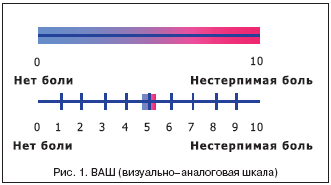 0 10
Нет боли Нестерпимая боль
0 1 2 3 4 5 6 7 8 9 10
Нет боли Нестерпимая боль
Рис. 1. ВАШ (визуально–аналоговая шкала)